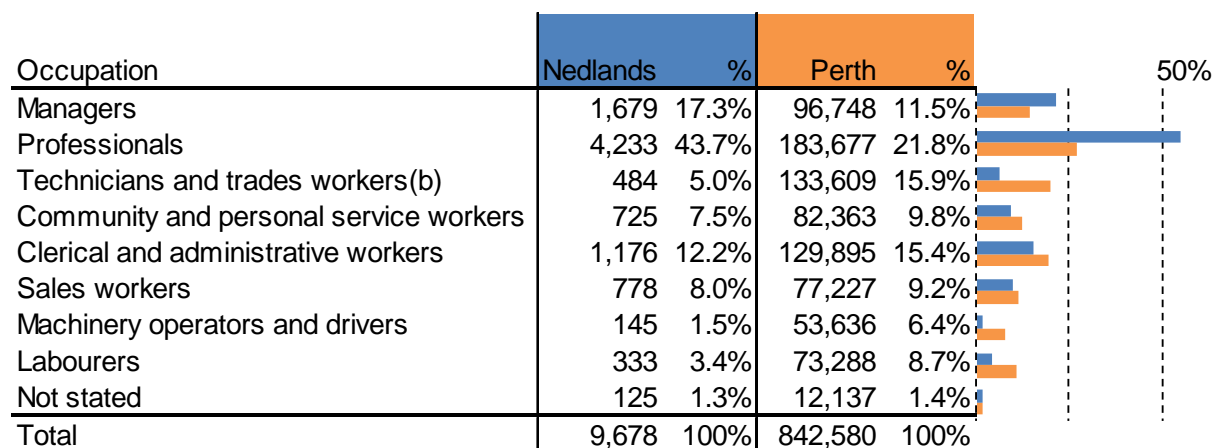 Occupation Nedlands % Perth % 50%
Managers 1,679 17.3% 96,748 11.5%
Professionals 4,233 43.7% 183,677 21.8%
Technicians and trades workers(b) 484 5.0% 133,609 15.9%
Community and personal service workers 725 7.5% 82,363 9.8%
Clerical and administrative workers 1,176 12.2% 129,895 15.4%
Sales workers 778 8.0% 77,227 9.2%
Machinery operators and drivers 145 1.5% 53,636 6.4%
Labourers 333 3.4% 73,288 8.7%
Not stated 125 1.3% 12,137 1.4%
Total 9,678 100% 842,580 100%